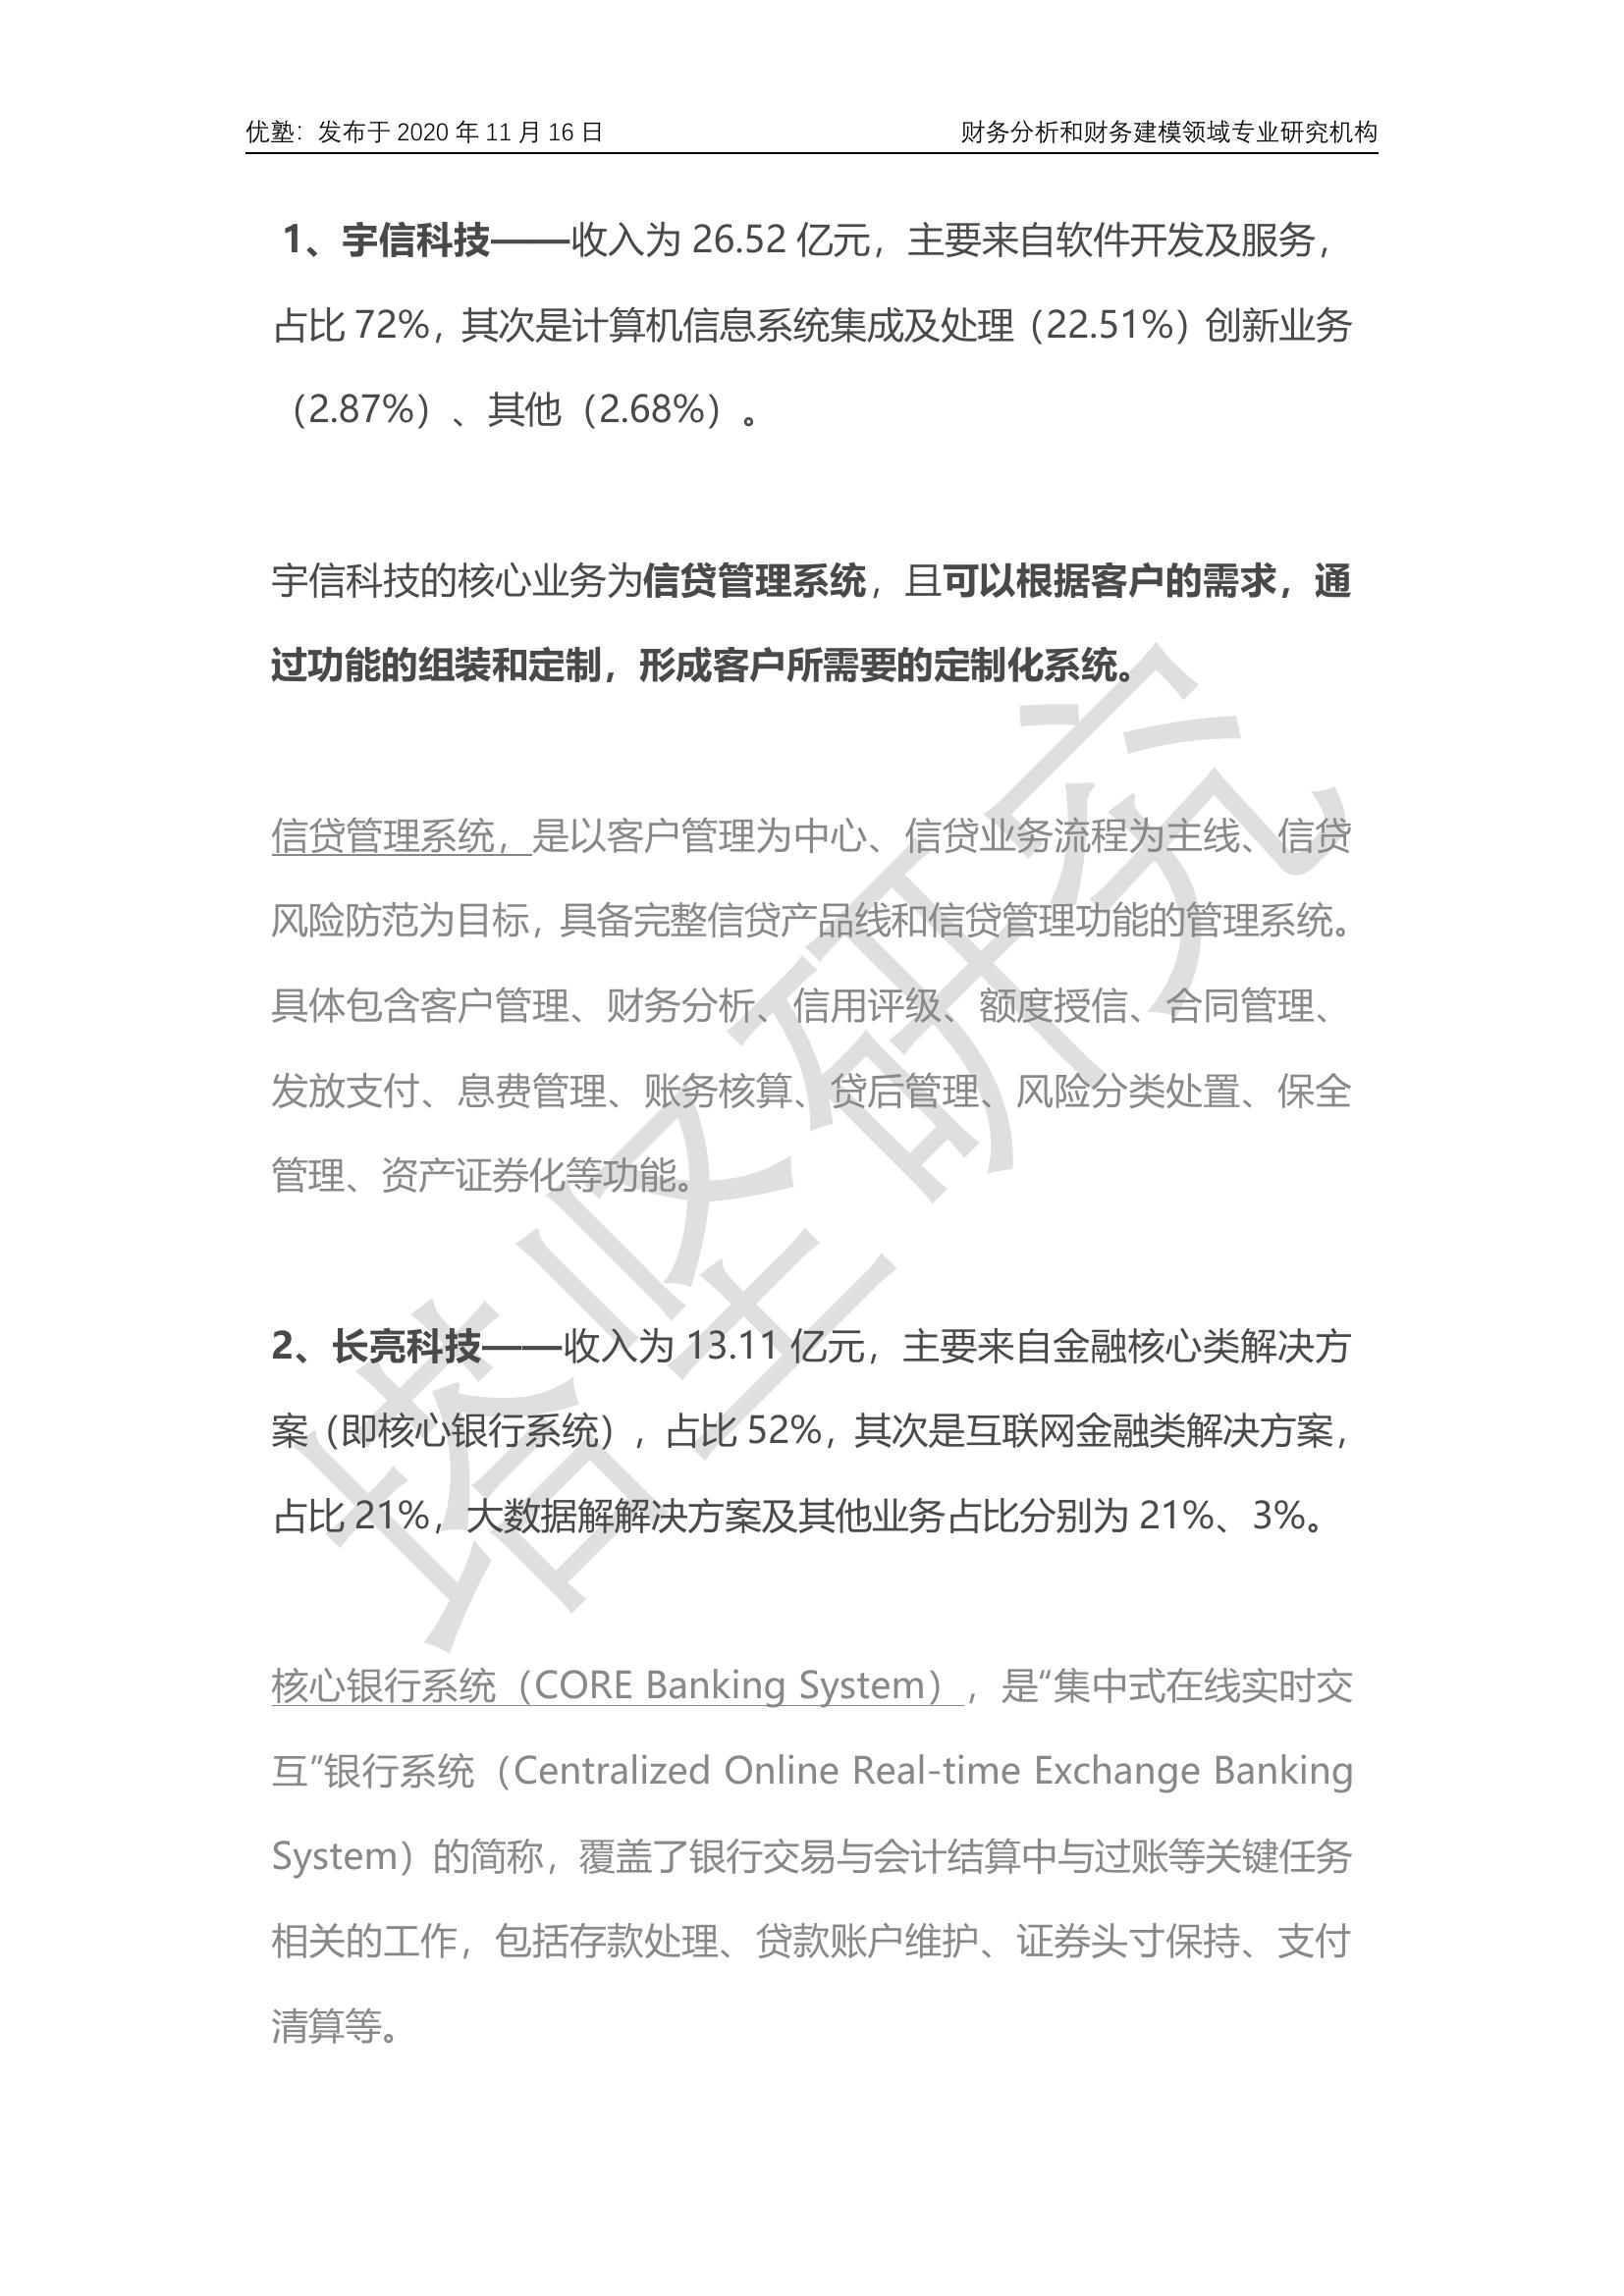 优塾：发布于 2020 年 11 月 16 日
财务分析和财务建模领域专业研究机构
1、宇信科技——收入为 26.52 亿元，主要来自软件开发及服务，
占比 72%，其次是计算机信息系统集成及处理（22.51%）创新业务
（2.87%）、其他（2.68%）。
宇信科技的核心业务为信贷管理系统，且可以根据客户的需求，通
过功能的组装和定制，形成客户所需要的定制化系统。
信贷管理系统，是以客户管理为中心、信贷业务流程为主线、信贷
风险防范为目标，具备完整信贷产品线和信贷管理功能的管理系统。
具体包含客户管理、财务分析、信用评级、额度授信、合同管理、
发放支付、息费管理、账务核算、贷后管理、风险分类处置、保全
管理、资产证券化等功能。
2、长亮科技——收入为 13.11 亿元，主要来自金融核心类解决方
案（即核心银行系统），占比 52%，其次是互联网金融类解决方案，
占比 21%，大数据解解决方案及其他业务占比分别为 21%、3%。
核心银行系统（CORE Banking System），是“集中式在线实时交
互”银行系统（Centralized Online Real-time Exchange Banking
System）的简称，覆盖了银行交易与会计结算中与过账等关键任务
相关的工作，包括存款处理、贷款账户维护、证券头寸保持、支付
清算等。
塔坚研究